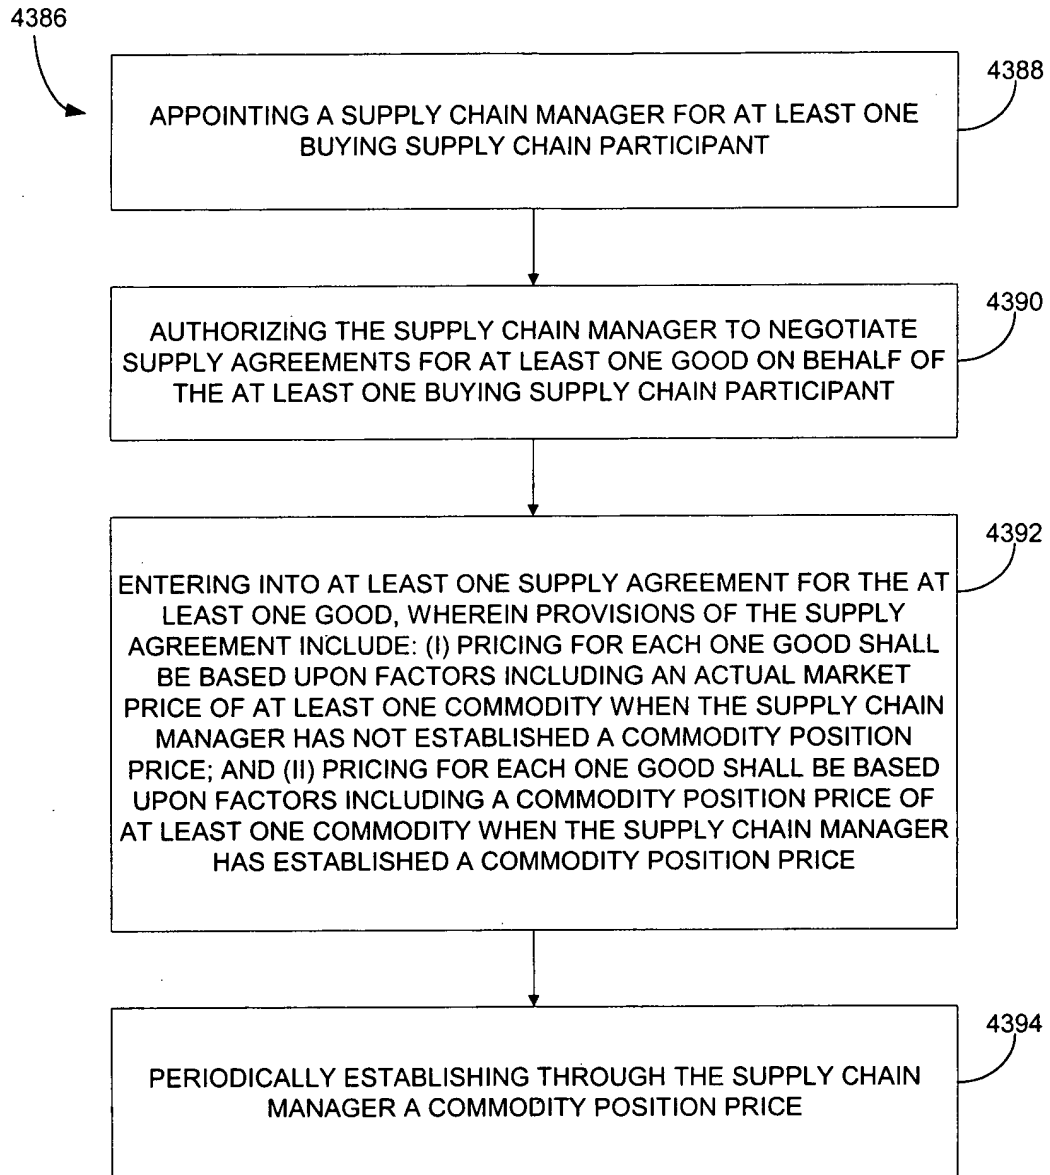 4386
4388
APPOINTING A SUPPLY CHAIN MANAGER FOR AT LEAST ONE
BUYING SUPPLY CHAIN PARTICIPANT
4390
AUTHORIZING THE SUPPLY CHAIN MANAGER TO NEGOTIATE
SUPPLY AGREEMENTS FOR AT LEAST ONE GOOD ON BEHALF OF
THE AT LEAST ONE BUYING SUPPLY CHAIN PARTICIPANT
4392
ENTERING INTO AT LEAST ONE SUPPLY AGREEMENT FOR THE AT
LEAST ONE GOOD, WHEREIN PROVISIONS OF THE SUPPLY
AGREEMENT INCLUDE: (I) PRICING FOR EACH ONE GOOD SHALL
BE BASED UPON FACTORS INCLUDING AN ACTUAL MARKET
PRICE OF AT LEAST ONE COMMODITY WHEN THE SUPPLY CHAIN
MANAGER HAS NOT ESTABLISHED A COMMODITY POSITION
PRICE; AND (II) PRICING FOR EACH ONE GOOD SHALL BE BASED
UPON FACTORS INCLUDING A COMMODITY POSITION PRICE OF
AT LEAST ONE COMMODITY WHEN THE SUPPLY CHAIN MANAGER
HAS ESTABLISHED A COMMODITY POSITION PRICE
4394
PERIODICALLY ESTABLISHING THROUGH THE SUPPLY CHAIN
MANAGER A COMMODITY POSITION PRICE